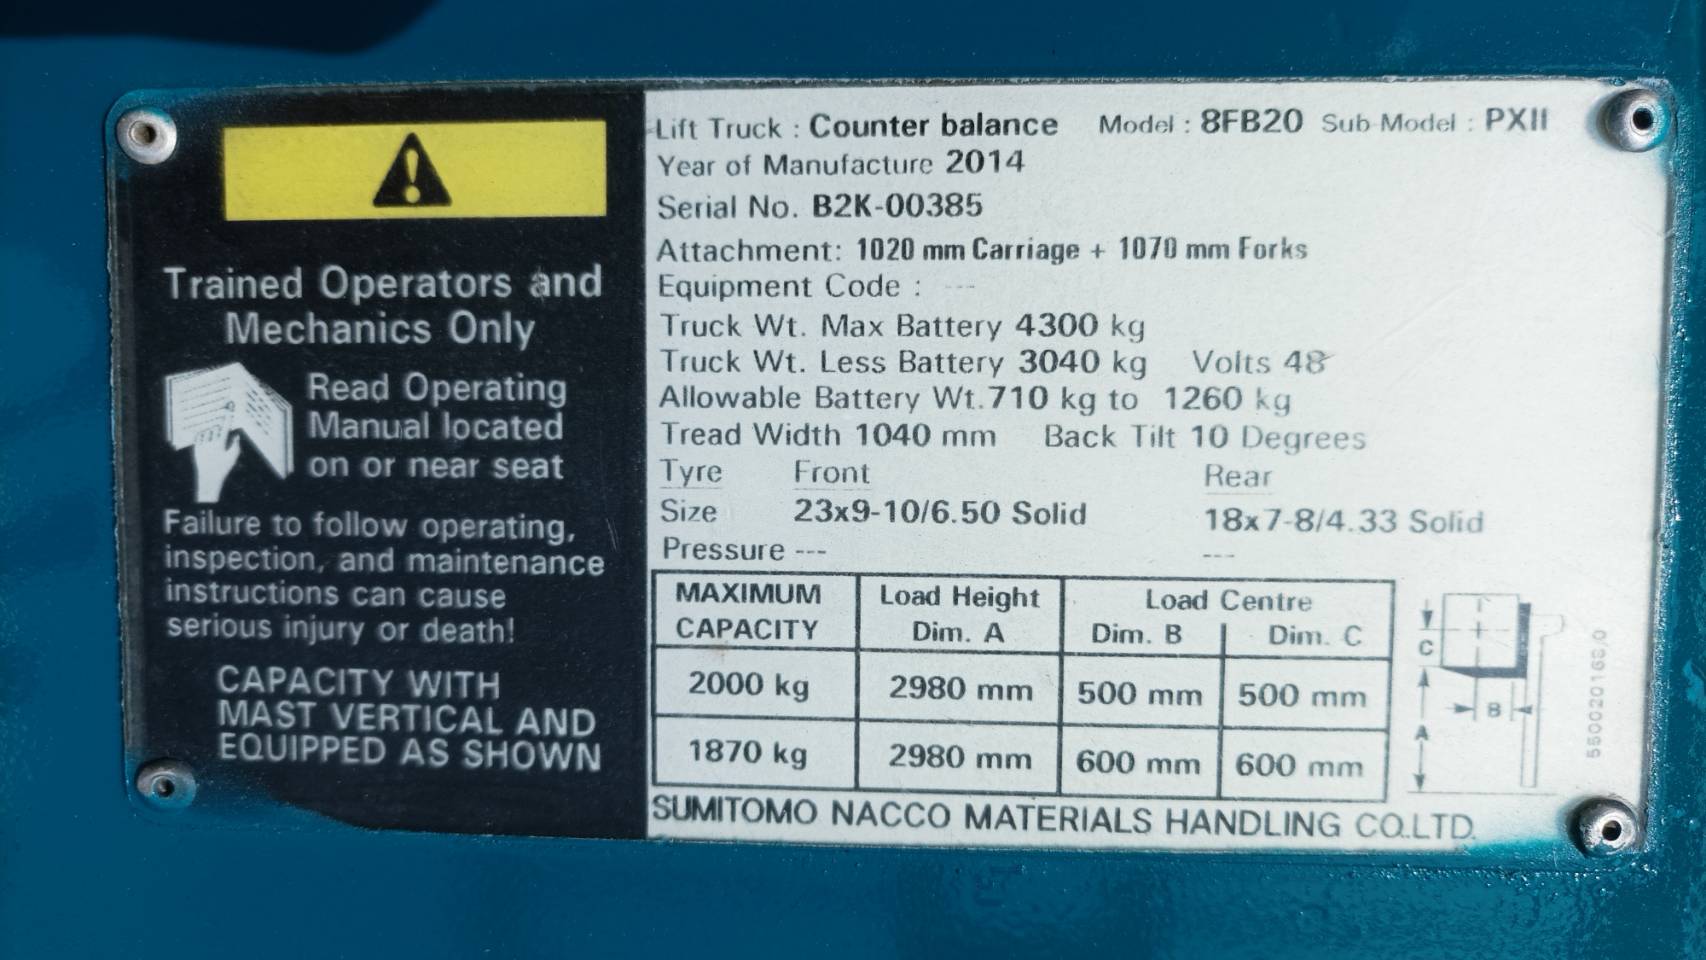 Trained Operators and
Mechanics Only
Read Operating
Manual located
on or near seat
Failure to follow operating,
inspection, and maintenance
instructions can cause
serious injury or death!
CAPACITY WITH
MAST VERTICAL AND
EQUIPPED AS SHOWN
Lift Truck : Counter balance Model : 8FB20 Sub-Model : PXII
Year of Manufacture 2014
Serial No. B2K-00385
Attachment: 1020 mm Carriage + 1070 mm Forks
Equipment Code : ---
Truck Wt. Max Battery 4300 kg
Truck Wt. Less Battery 3040 kg Volts 48
Allowable Battery Wt. 710 kg to 1260 kg
Tread Width 1040 mm Back Tilt 10 Degrees
Tyre Front Rear
Size 23x9-10/6.50 Solid 18x7-8/4.33 Solid
Pressure --- ---
MAXIMUM CAPACITY Load Height Dim. A Load Centre
Dim. B Dim. C
2000 kg 2980 mm 500 mm 500 mm
1870 kg 2980 mm 600 mm 600 mm
C
B
A
SUMITOMO NACCO MATERIALS HANDLING CO.LTD.